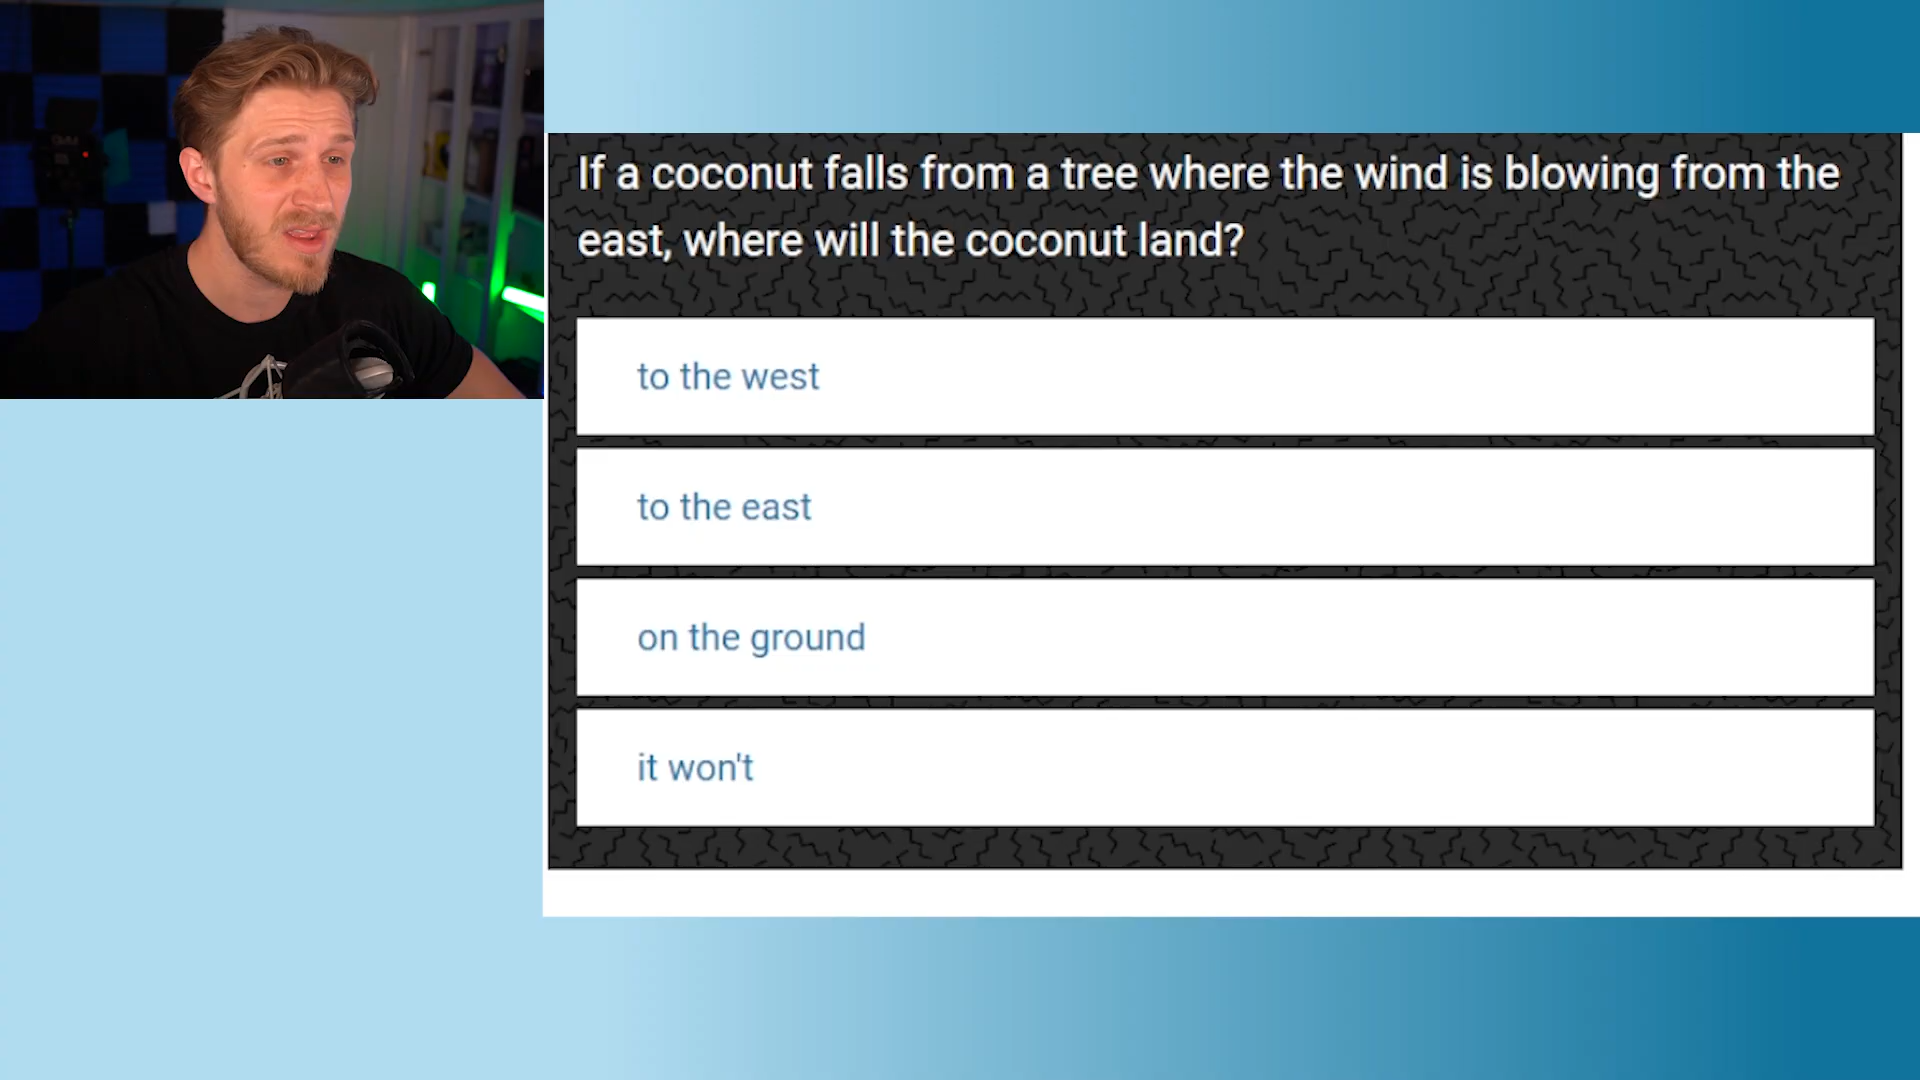 If a coconut falls from a tree where the wind is blowing from the
east, where will the coconut land?
to the west
to the east
on the ground
it won't